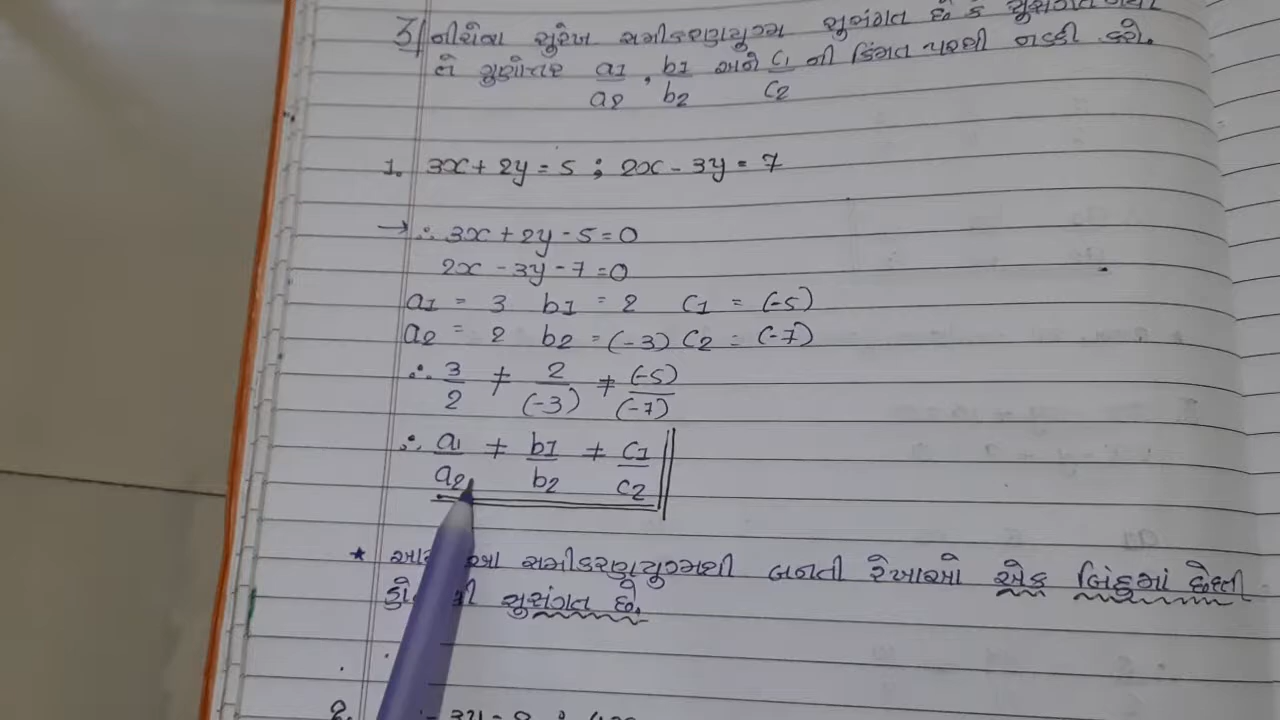 3) નીચેના સુરેખ સમીકરણયુગ્મ સુસંગત છે કે
તે ગુણોત્તર a1/a2 , b1/b2 અને c1/c2 ની કિંમત પરથી નક્કી કરો.
1. 3x + 2y = 5 ; 2x - 3y = 7
→ ∴ 3x + 2y - 5 = 0
2x - 3y - 7 = 0
a1 = 3 b1 = 2 c1 = (-5)
a2 = 2 b2 = (-3) c2 = (-7)
∴ 3/2 ≠ 2/(-3) ≠ (-5)/(-7)
∴ a1/a2 ≠ b1/b2 ≠ c1/c2
* આ સમીકરણયુગ્મથી બનતી રેખાઓ એક બિંદુમાં છેદતી
સુસંગત છે.
2.